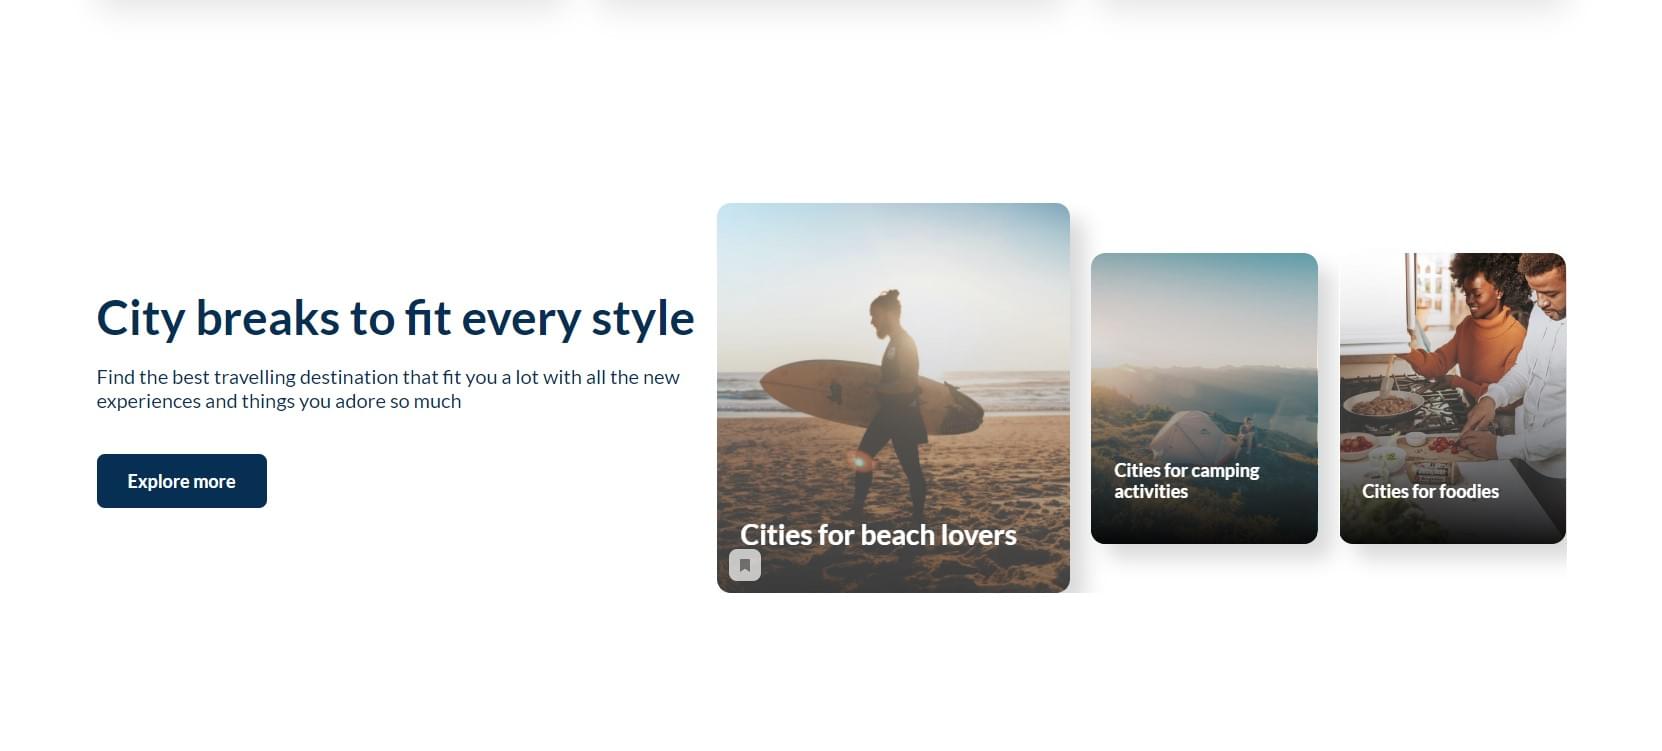 City breaks to fit every style
Find the best travelling destination that fit you a lot with all the new
experiences and things you adore so much
Explore more
Cities for beach lovers
Cities for camping
activities
Cities for foodies